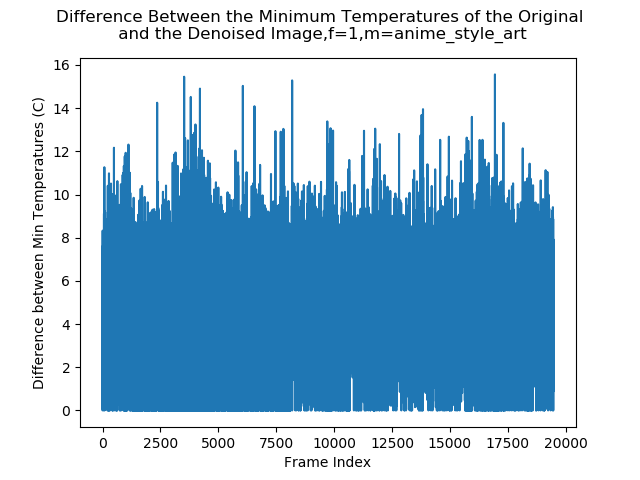 Difference Between the Minimum Temperatures of the Original
and the Denoised Image,f=1,m=anime_style_art
Difference between Min Temperatures (C)
16
14
12
10
8
6
4
2
0
0 2500 5000 7500 10000 12500 15000 17500 20000
Frame Index